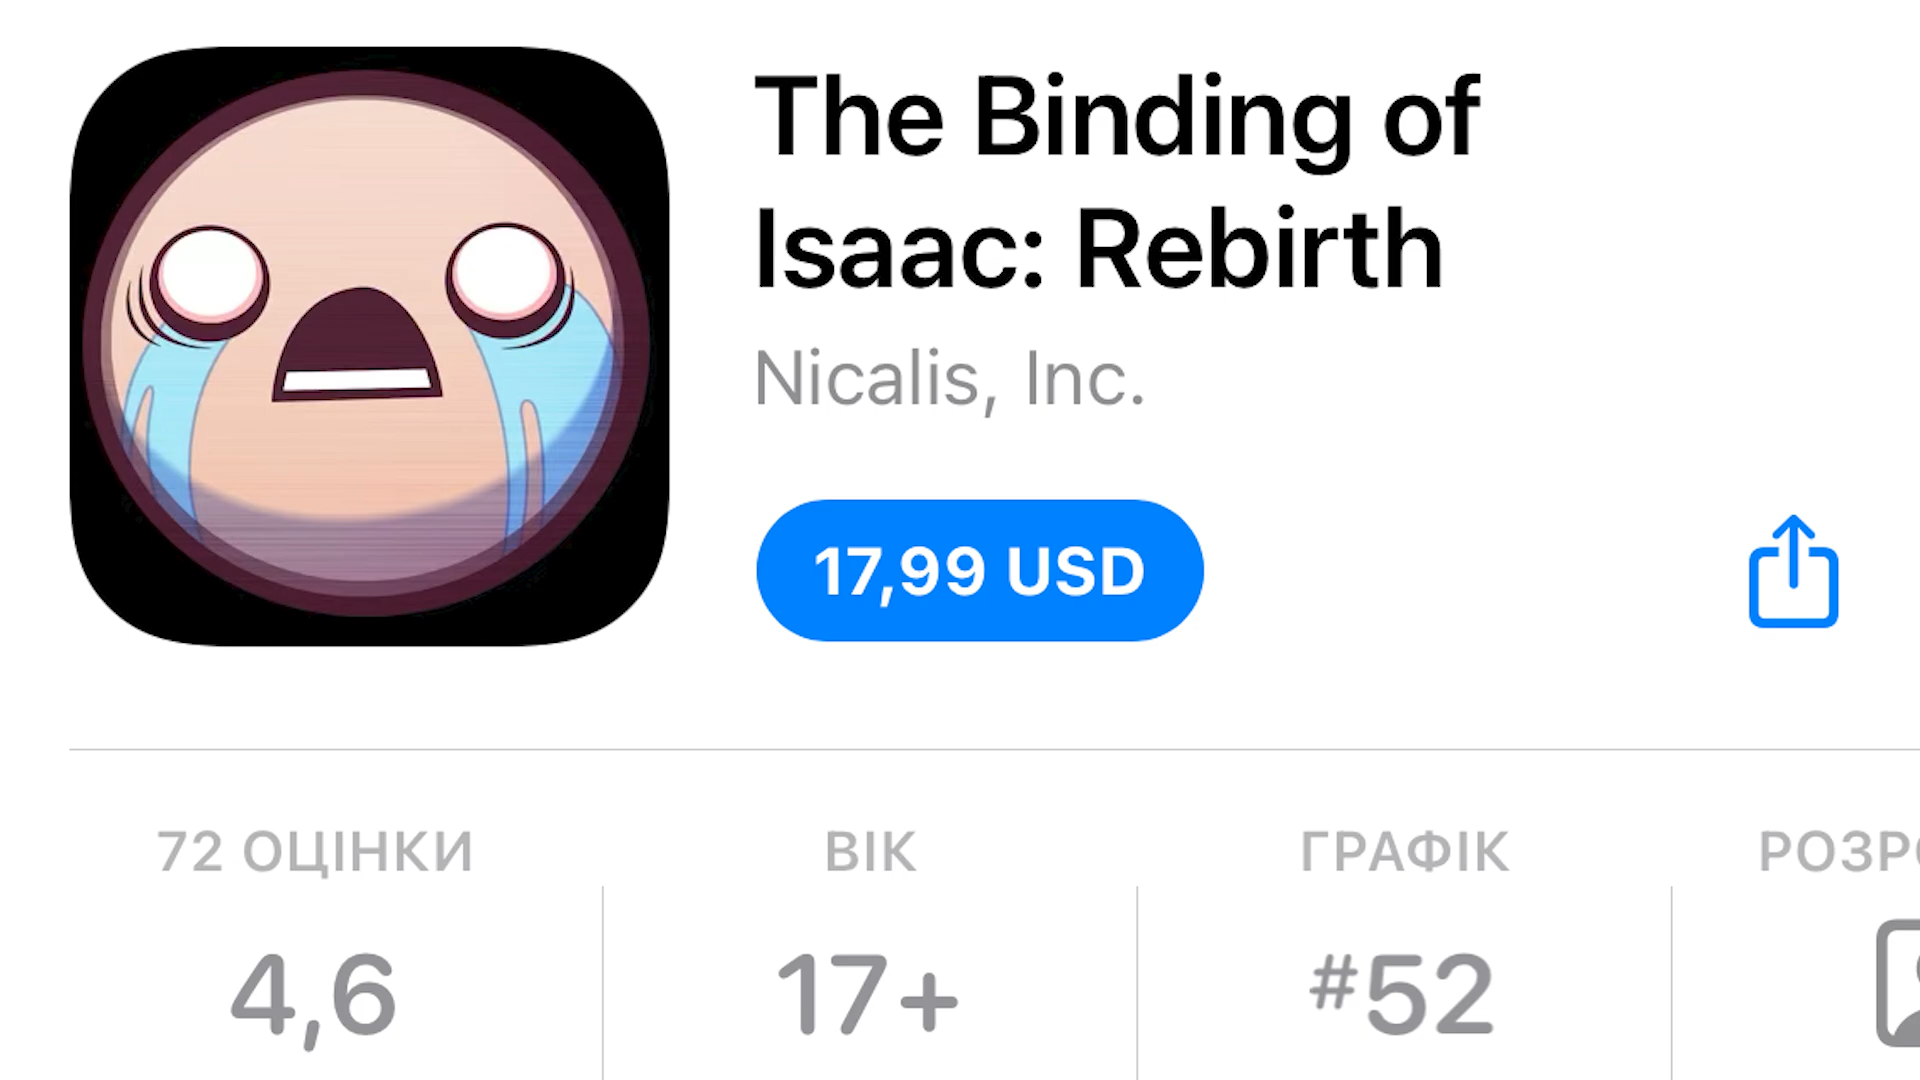 The Binding of
Isaac: Rebirth
Nicalis, Inc.
17,99 USD
72 ОЦІНКИ
ВІК
ГРАФІК
4,6
17+
#52